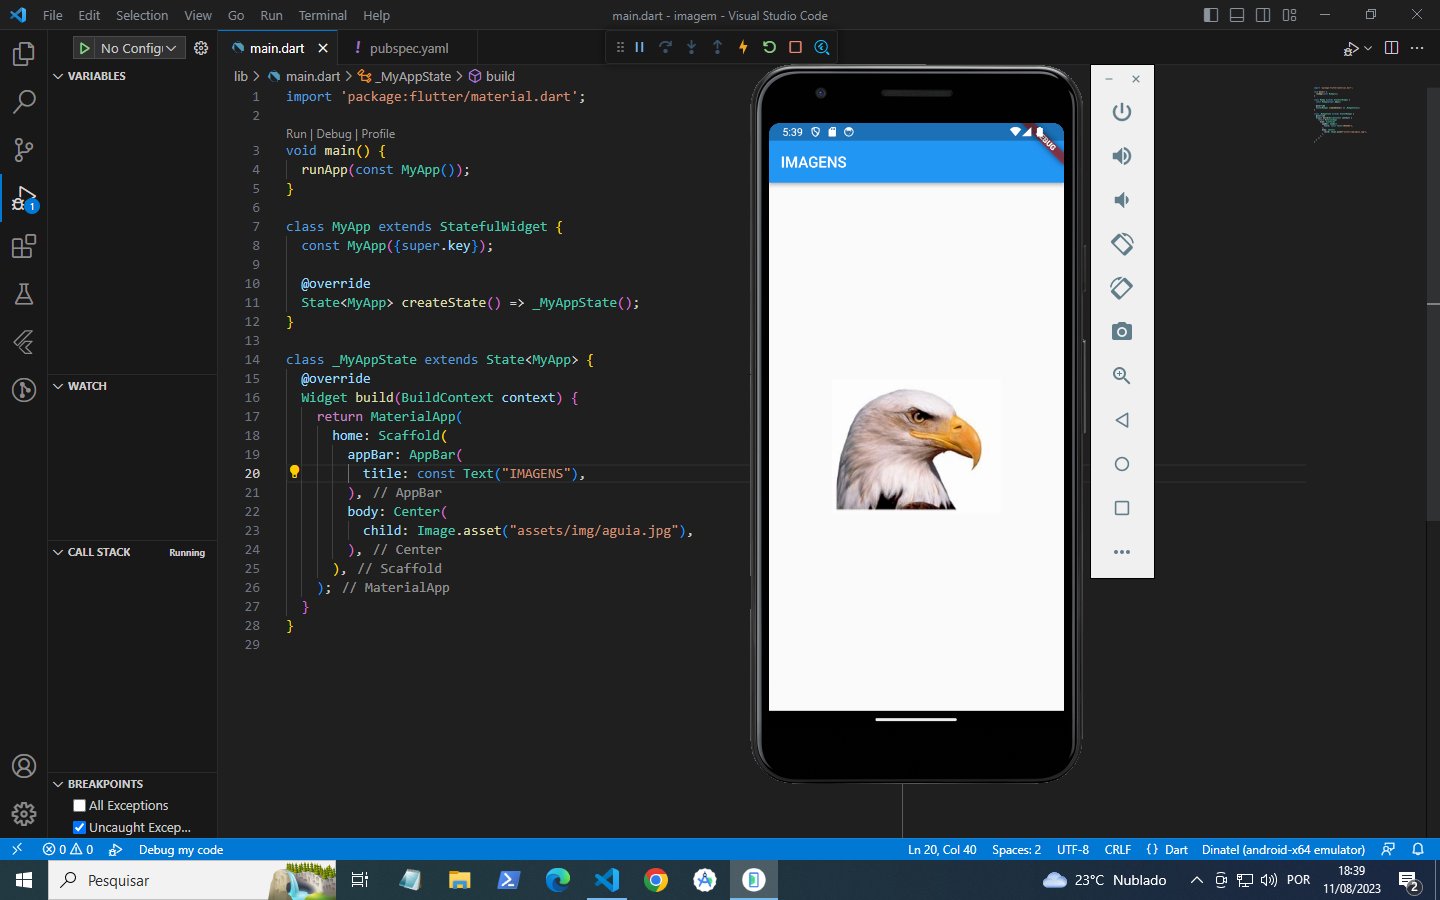 File Edit Selection View Go Run Terminal Help
main.dart - imagem - Visual Studio Code
No Config
main.dart
pubspec.yaml
VARIABLES
WATCH
CALL STACK
Running
BREAKPOINTS
All Exceptions
Uncaught Excep...
1
lib > main.dart > _MyAppState > build
1 import 'package:flutter/material.dart';
2
Run | Debug | Profile
3 void main() {
4 runApp(const MyApp());
5 }
6
7 class MyApp extends StatefulWidget {
8 const MyApp({super.key});
9
10 @override
11 State<MyApp> createState() => _MyAppState();
12 }
13
14 class _MyAppState extends State<MyApp> {
15 @override
16 Widget build(BuildContext context) {
17 return MaterialApp(
18 home: Scaffold(
19 appBar: AppBar(
20 title: const Text("IMAGENS"),
21 ), // AppBar
22 body: Center(
23 child: Image.asset("assets/img/aguia.jpg"),
24 ), // Center
25 ), // Scaffold
26 ); // MaterialApp
27 }
28 }
29
5:39
DEBUG
IMAGENS
0 0 Debug my code
Ln 20, Col 40 Spaces: 2 UTF-8 CRLF {} Dart Dinatel (android-x64 emulator)
Pesquisar
23°C Nublado
POR
18:39
11/08/2023
2